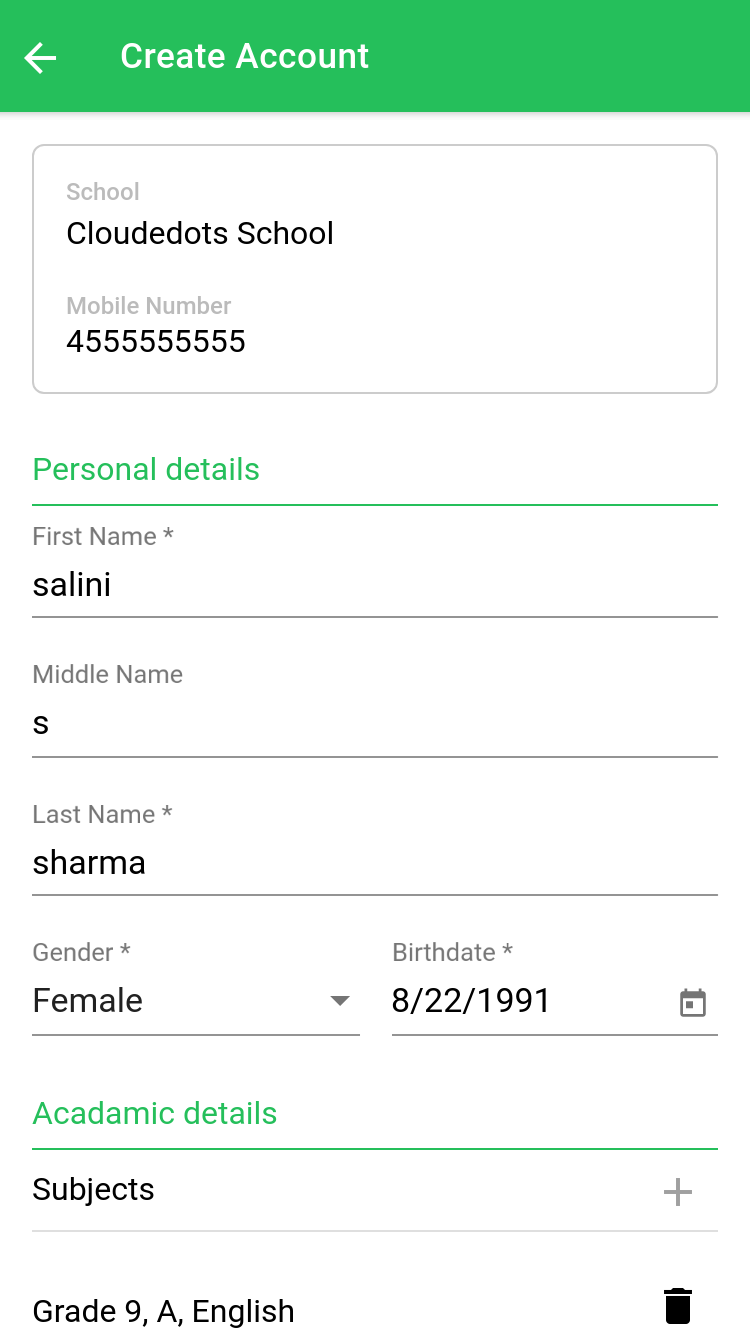 Create Account
School
Cloudedots School
Mobile Number
4555555555
Personal details
First Name *
salini
Middle Name
s
Last Name *
sharma
Gender * Birthdate *
Female 8/22/1991
Acadamic details
Subjects
Grade 9, A, English